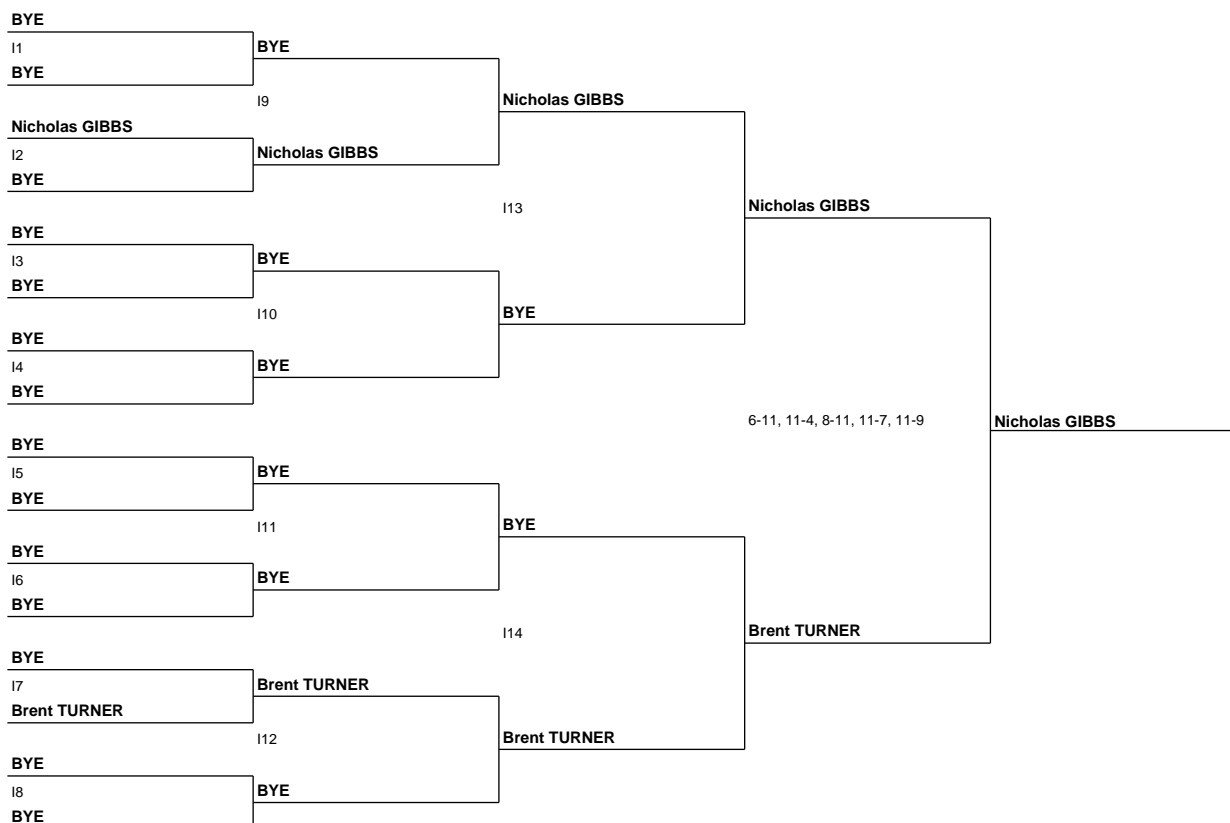 BYE
I1
BYE
BYE
I9
Nicholas GIBBS
Nicholas GIBBS
I2
Nicholas GIBBS
BYE
I13
Nicholas GIBBS
BYE
I3
BYE
BYE
I10
BYE
BYE
I4
BYE
BYE
6-11, 11-4, 8-11, 11-7, 11-9
Nicholas GIBBS
BYE
I5
BYE
BYE
I11
BYE
BYE
I6
BYE
BYE
I14
Brent TURNER
BYE
I7
Brent TURNER
Brent TURNER
I12
Brent TURNER
BYE
I8
BYE
BYE